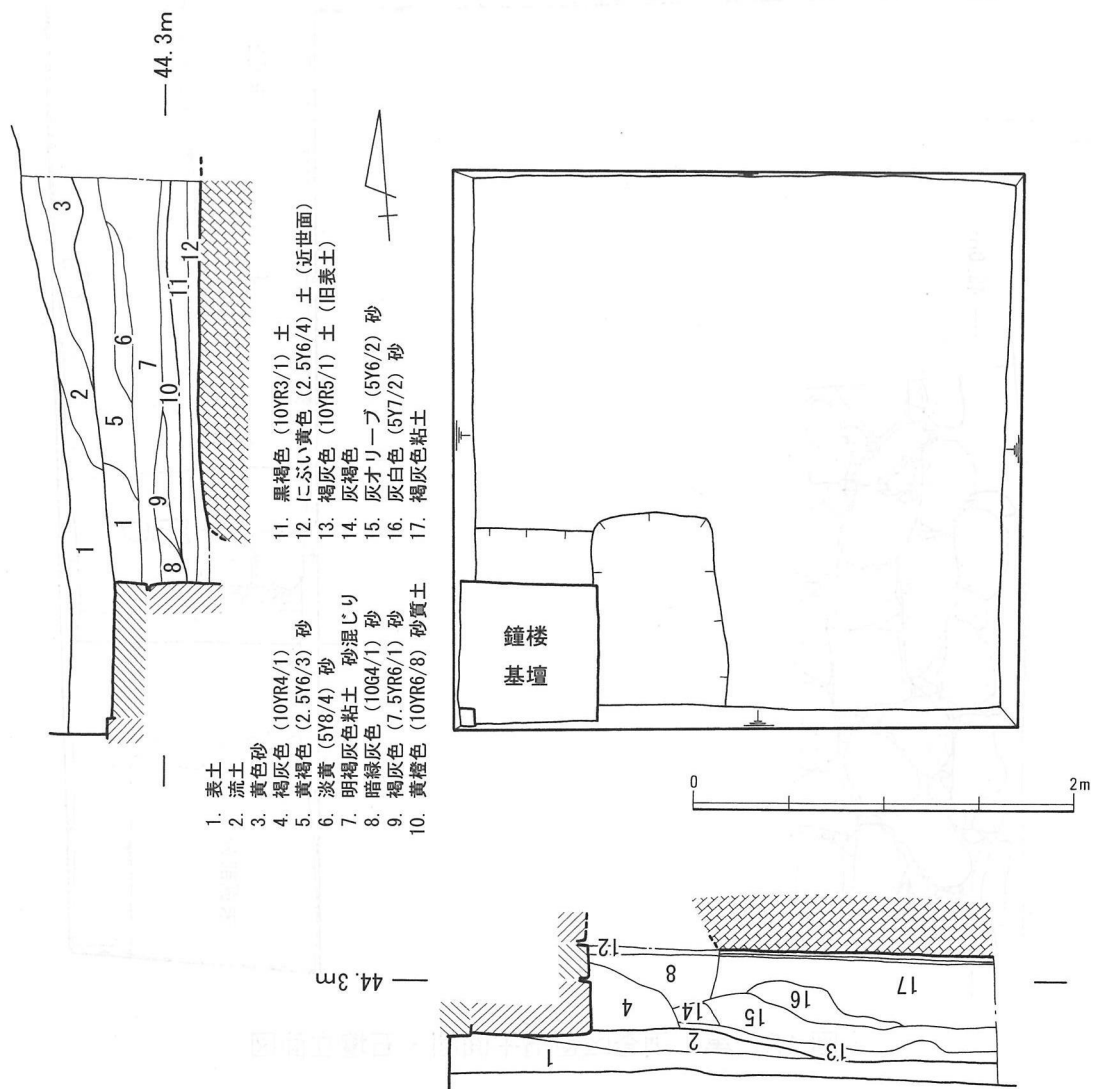 44.3m
3
2
1
6
5
1
7
12
11
10
9
8
1. 表土
2. 流土
3. 黄色砂
4. 褐灰色 (10YR4/1)
5. 黄褐色 (2.5Y6/3) 砂
6. 淡黄 (5Y8/4) 砂
7. 明褐灰色粘土 砂混じり
8. 暗緑灰色 (10G4/1) 砂
9. 褐灰色 (7.5YR6/1) 砂
10. 黄橙色 (10YR6/8) 砂質土
11. 黒褐色 (10YR3/1) 土
12. にぶい黄色 (2.5Y6/4) 土 (近世面)
13. 褐灰色 (10YR5/1) 土 (旧表土)
14. 灰褐色
15. 灰オリーブ (5Y6/2) 砂
16. 灰白色 (5Y7/2) 砂
17. 褐灰色粘土
鐘楼
基壇
0 2m
44.3m
12
8
4
14
17
16
15
2
13
1